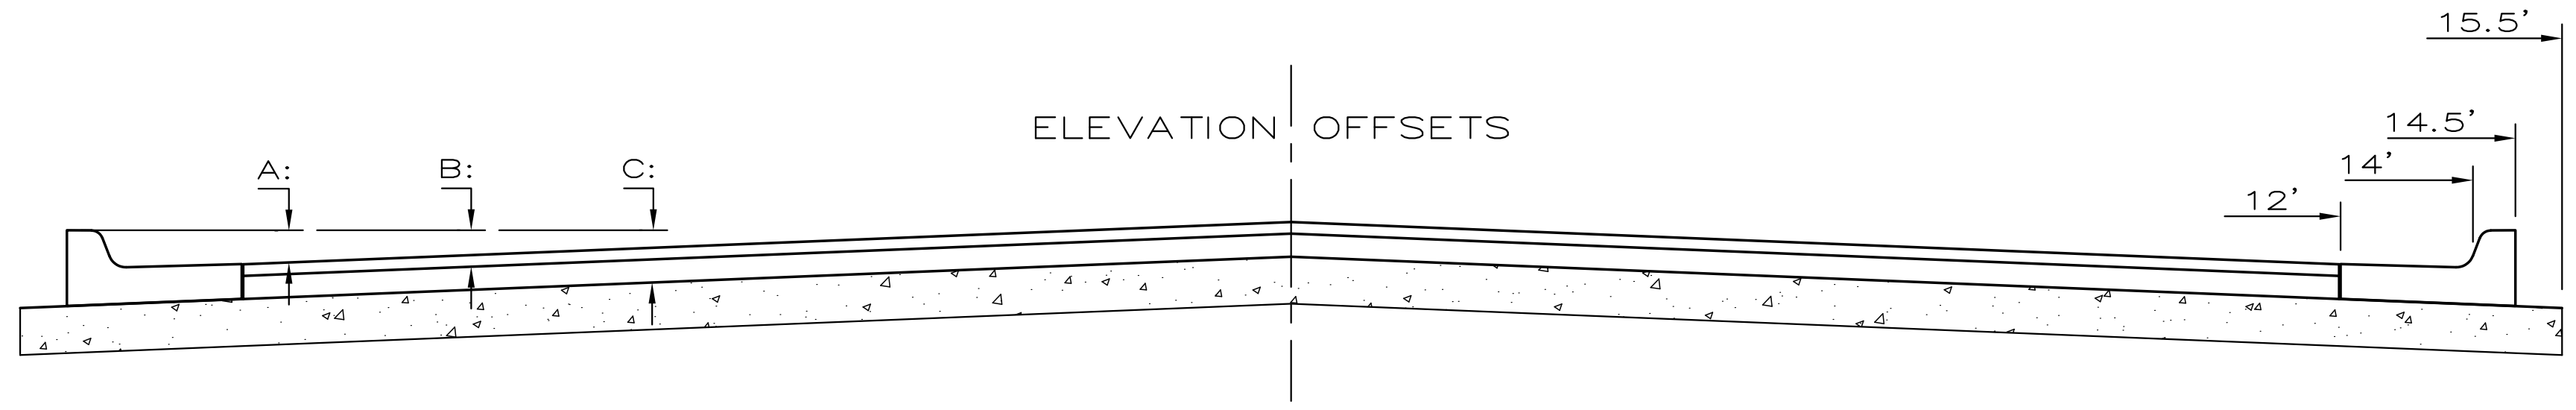 15.5’
ELEVATION OFFSETS
14.5’
A: B: C:
14’
12’